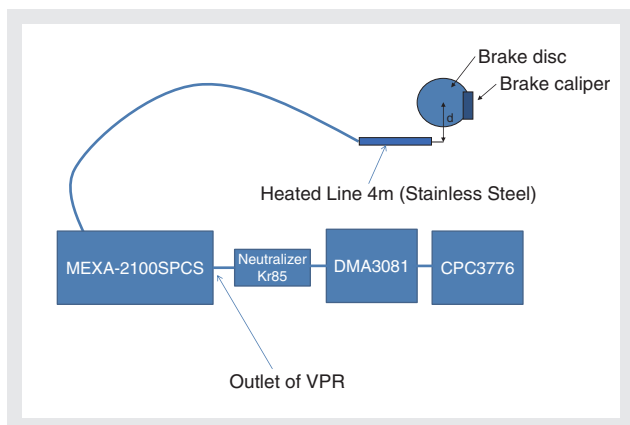 Brake disc
Brake caliper
d
Heated Line 4m (Stainless Steel)
MEXA-2100SPCS
Neutralizer
Kr85
DMA3081
CPC3776
Outlet of VPR